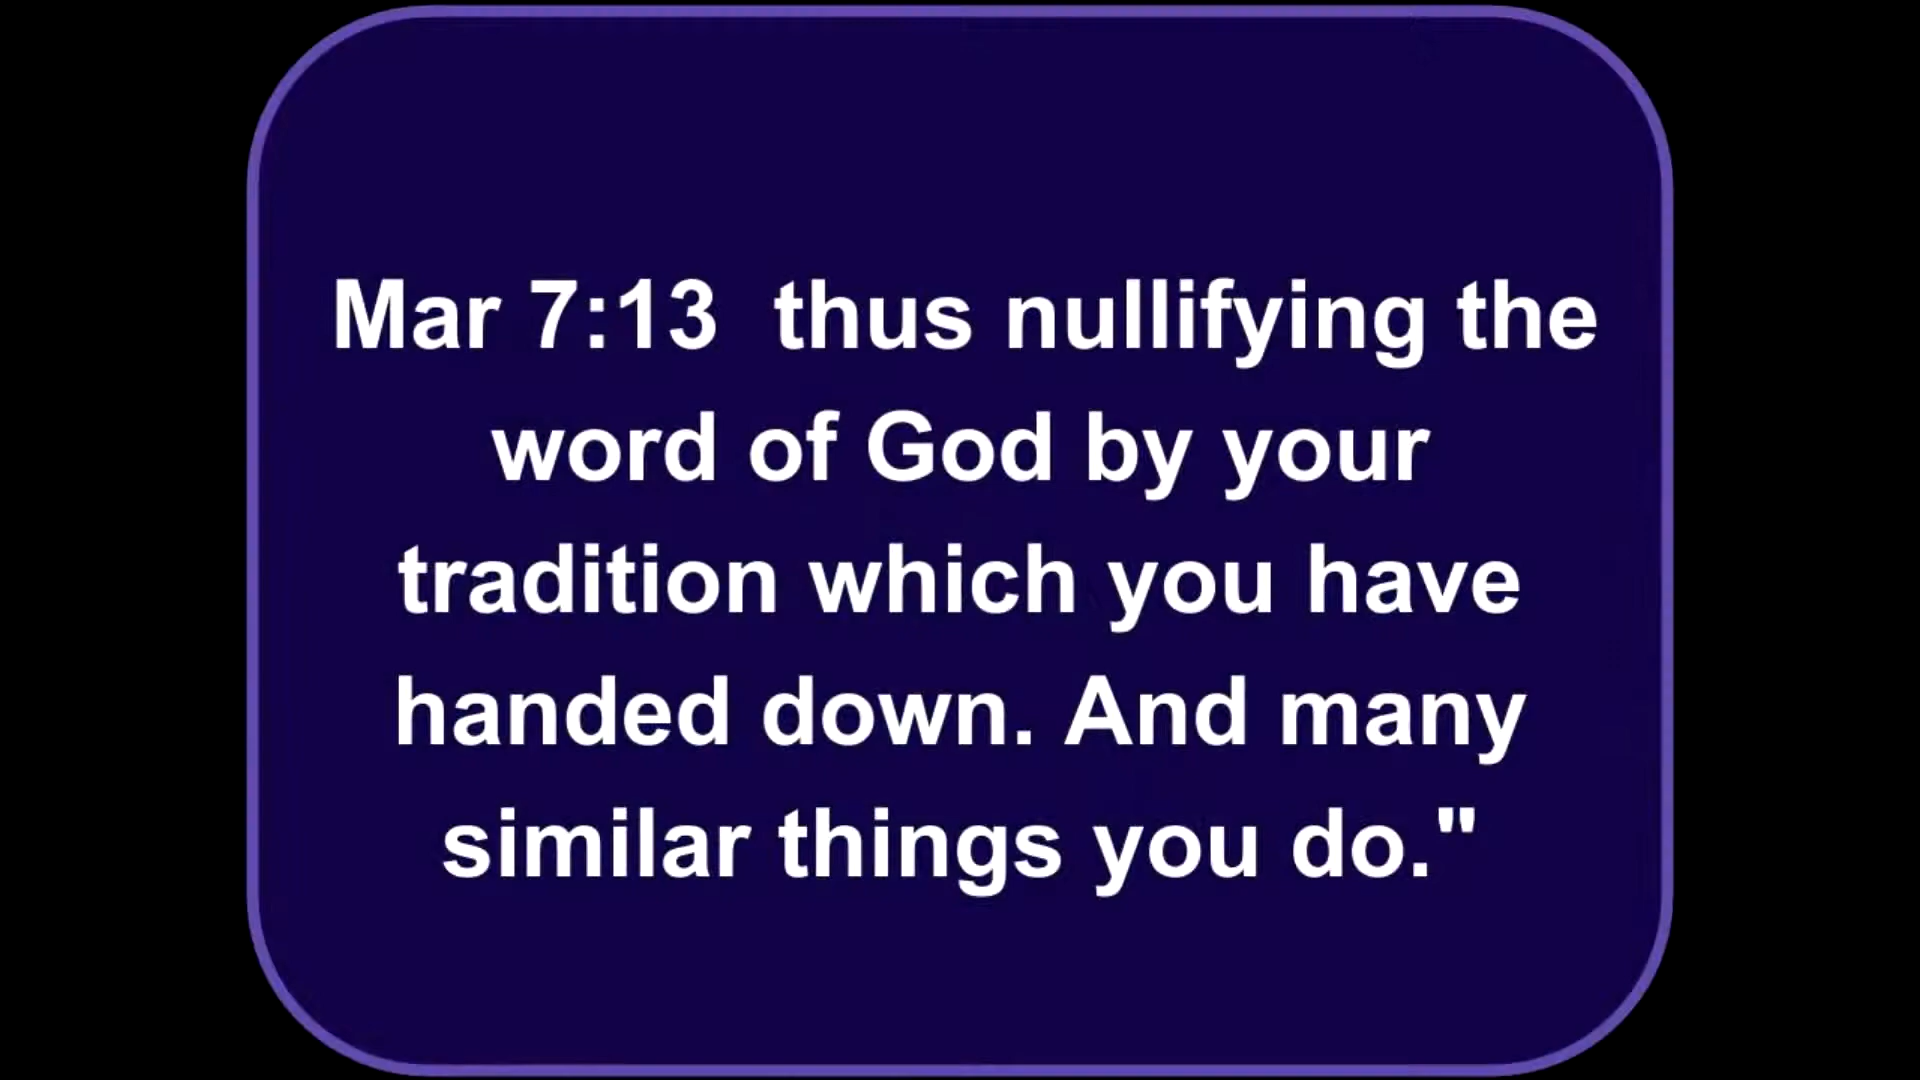 Mar 7:13  thus nullifying the
word of God by your
tradition which you have
handed down. And many
similar things you do."